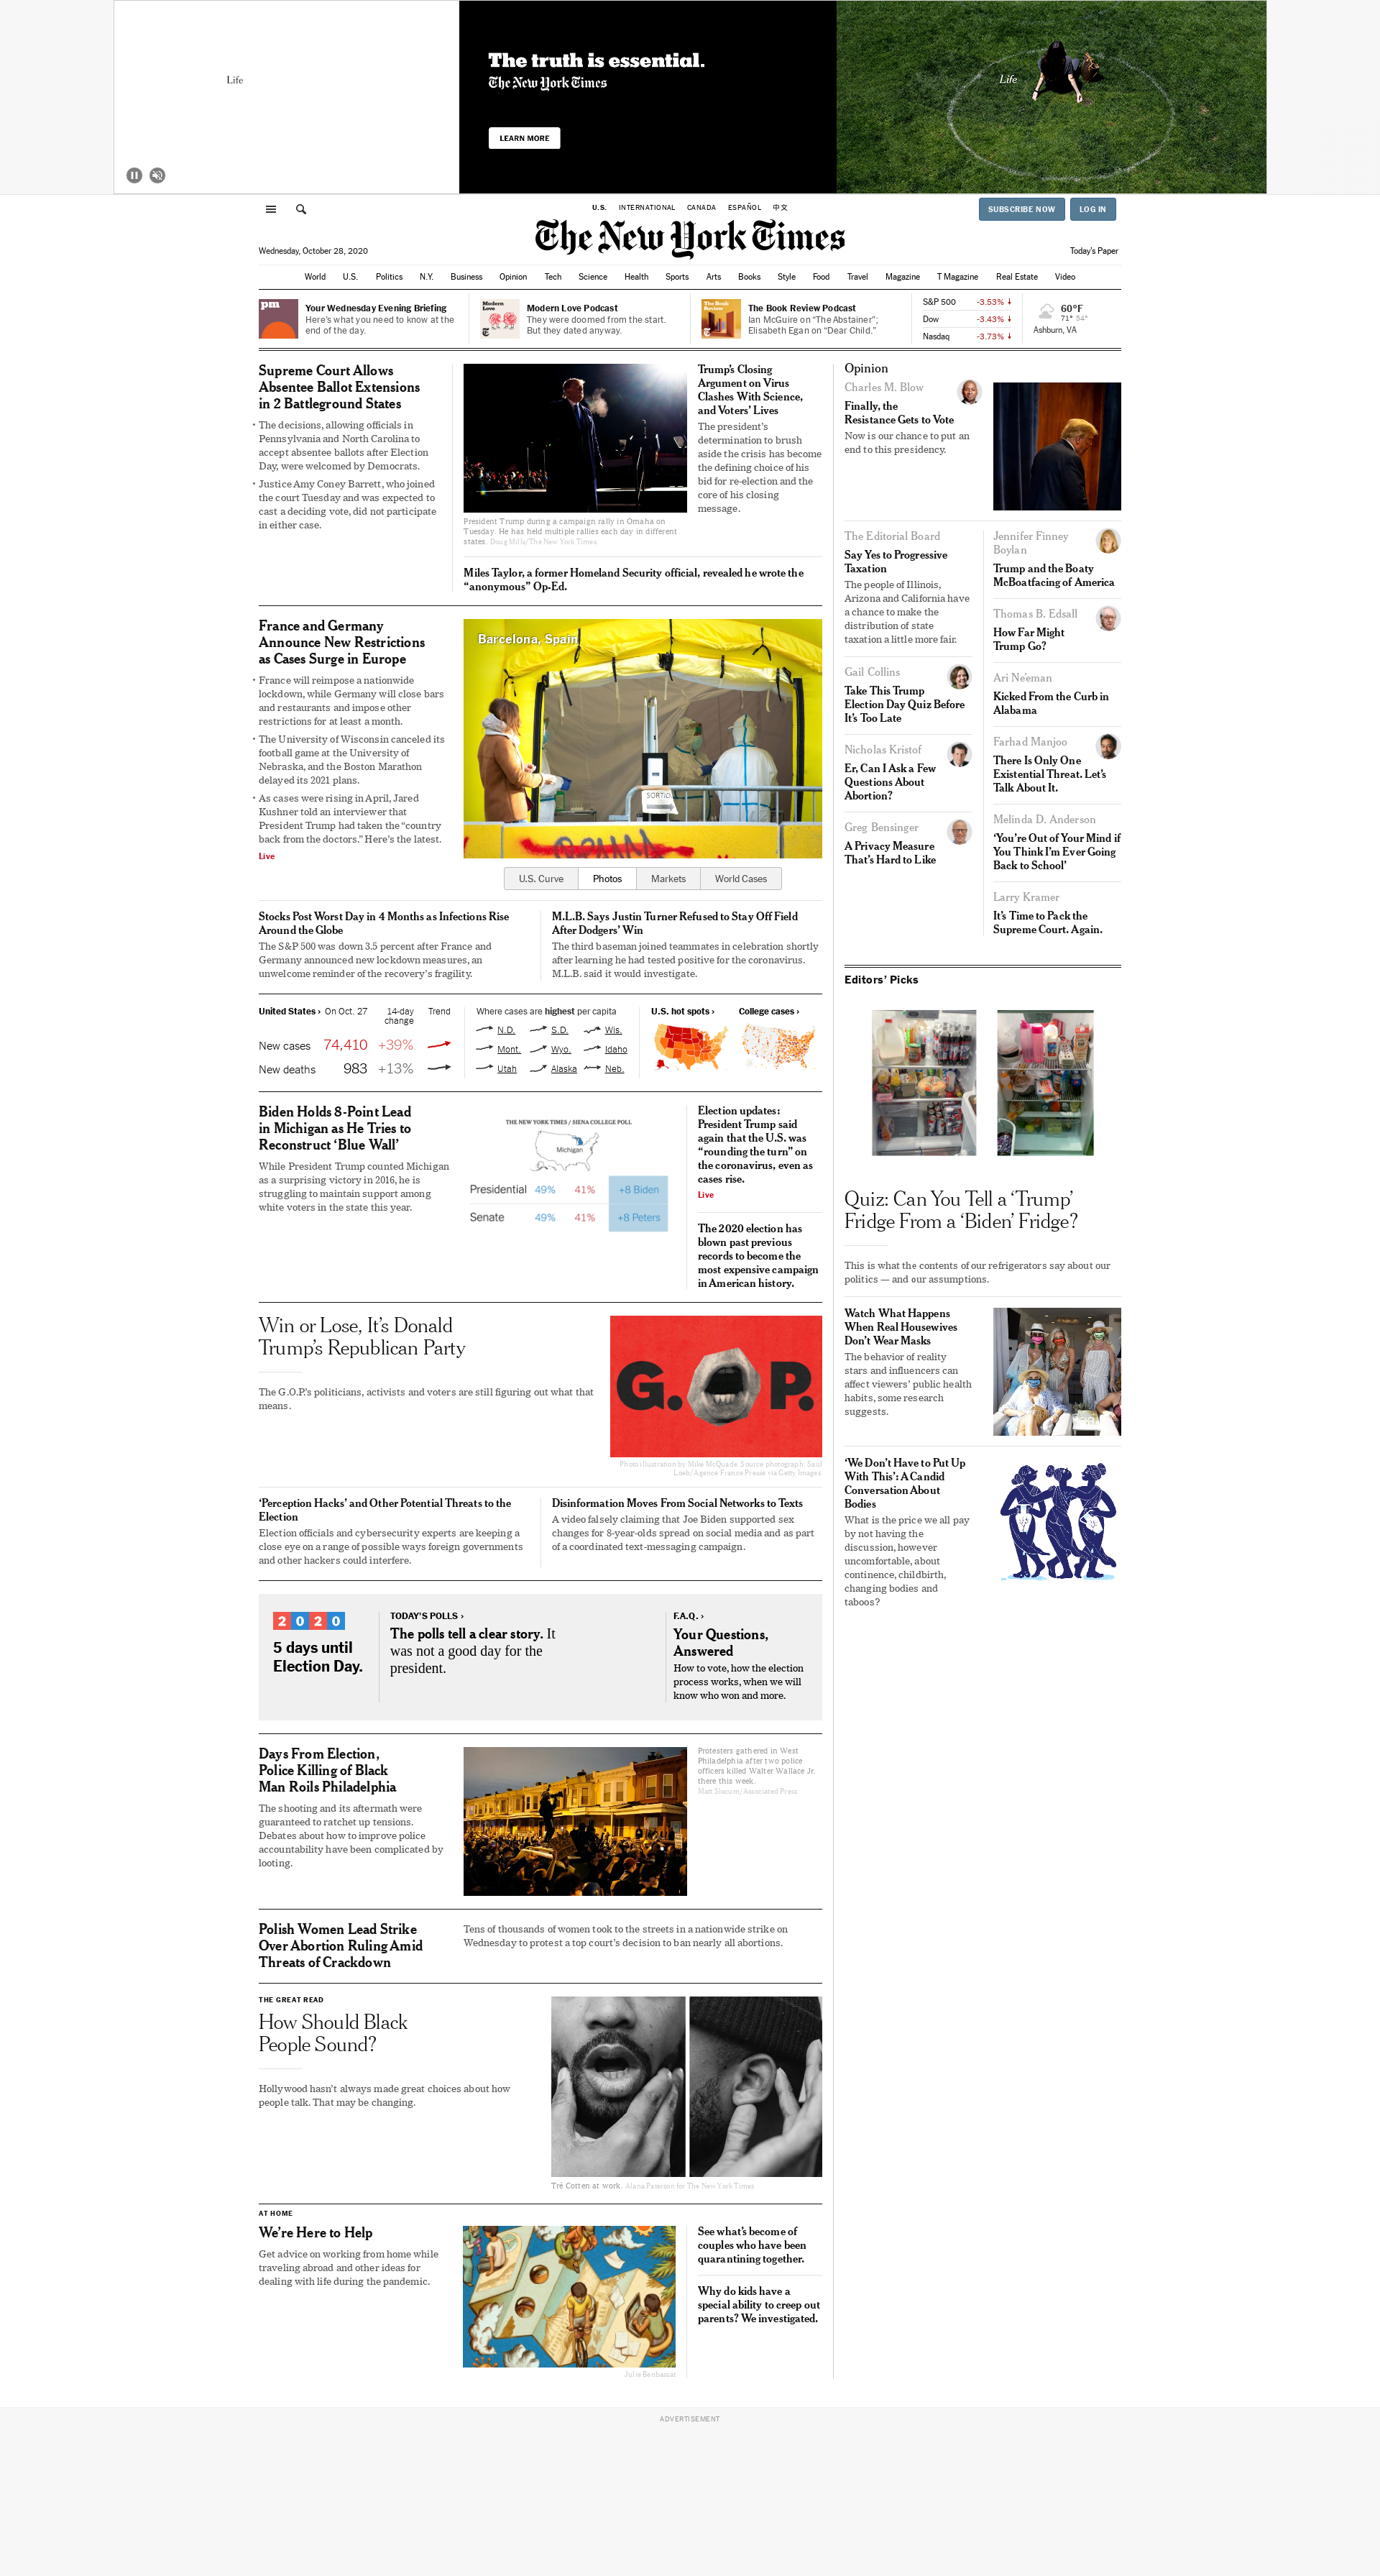 Life
The truth is essential.
The New York Times
LEARN MORE
Life
U.S. INTERNATIONAL CANADA ESPAÑOL 中文
SUBSCRIBE NOW LOG IN
The New York Times
Wednesday, October 28, 2020
Today's Paper
World U.S. Politics N.Y. Business Opinion Tech Science Health Sports Arts Books Style Food Travel Magazine T Magazine Real Estate Video
pm
Your Wednesday Evening Briefing
Here's what you need to know at the
end of the day.
Modern
Love
Modern Love Podcast
They were doomed from the start.
But they dated anyway.
The Book
Review
The Book Review Podcast
Ian McGuire on "The Abstainer";
Elisabeth Egan on "Dear Child."
S&P 500 -3.53% ↓
Dow -3.43% ↓
Nasdaq -3.73% ↓
60°F
71° 54°
Ashburn, VA
Supreme Court Allows
Absentee Ballot Extensions
in 2 Battleground States
• The decisions, allowing officials in
Pennsylvania and North Carolina to
accept absentee ballots after Election
Day, were welcomed by Democrats.
• Justice Amy Coney Barrett, who joined
the court Tuesday and was expected to
cast a deciding vote, did not participate
in either case.
President Trump during a campaign rally in Omaha on
Tuesday. He has held multiple rallies each day in different
states. Doug Mills/The New York Times
Trump's Closing
Argument on Virus
Clashes With Science,
and Voters' Lives
The president's
determination to brush
aside the crisis has become
the defining choice of his
bid for re-election and the
core of his closing
message.
Miles Taylor, a former Homeland Security official, revealed he wrote the
"anonymous" Op-Ed.
France and Germany
Announce New Restrictions
as Cases Surge in Europe
• France will reimpose a nationwide
lockdown, while Germany will close bars
and restaurants and impose other
restrictions for at least a month.
• The University of Wisconsin canceled its
football game at the University of
Nebraska, and the Boston Marathon
delayed its 2021 plans.
• As cases were rising in April, Jared
Kushner told an interviewer that
President Trump had taken the "country
back from the doctors." Here's the latest.
Live
Barcelona, Spain
SORTIDA
U.S. Curve Photos Markets World Cases
Stocks Post Worst Day in 4 Months as Infections Rise
Around the Globe
The S&P 500 was down 3.5 percent after France and
Germany announced new lockdown measures, an
unwelcome reminder of the recovery's fragility.
M.L.B. Says Justin Turner Refused to Stay Off Field
After Dodgers' Win
The third baseman joined teammates in celebration shortly
after learning he had tested positive for the coronavirus.
M.L.B. said it would investigate.
United States › On Oct. 27 14-day
change Trend
New cases 74,410 +39%
New deaths 983 +13%
Where cases are highest per capita
N.D. S.D. Wis.
Mont. Wyo. Idaho
Utah Alaska Neb.
U.S. hot spots › College cases ›
Biden Holds 8-Point Lead
in Michigan as He Tries to
Reconstruct 'Blue Wall'
While President Trump counted Michigan
as a surprising victory in 2016, he is
struggling to maintain support among
white voters in the state this year.
THE NEW YORK TIMES / SIENA COLLEGE POLL
Michigan
Presidential 49% 41% +8 Biden
Senate 49% 41% +8 Peters
Election updates:
President Trump said
again that the U.S. was
"rounding the turn" on
the coronavirus, even as
cases rise.
Live
The 2020 election has
blown past previous
records to become the
most expensive campaign
in American history.
Win or Lose, It's Donald
Trump's Republican Party
The G.O.P.'s politicians, activists and voters are still figuring out what that
means.
G.O.P.
Photo illustration by Mike McQuade. Source photograph: Saul
Loeb/Agence France Presse via Getty Images
'Perception Hacks' and Other Potential Threats to the
Election
Election officials and cybersecurity experts are keeping a
close eye on a range of possible ways foreign governments
and other hackers could interfere.
Disinformation Moves From Social Networks to Texts
A video falsely claiming that Joe Biden supported sex
changes for 8-year-olds spread on social media and as part
of a coordinated text-messaging campaign.
2020
5 days until
Election Day.
TODAY'S POLLS ›
The polls tell a clear story. It
was not a good day for the
president.
F.A.Q. ›
Your Questions,
Answered
How to vote, how the election
process works, when we will
know who won and more.
Days From Election,
Police Killing of Black
Man Roils Philadelphia
The shooting and its aftermath were
guaranteed to ratchet up tensions.
Debates about how to improve police
accountability have been complicated by
looting.
Protesters gathered in West
Philadelphia after two police
officers killed Walter Wallace Jr.
there this week.
Matt Slocum/Associated Press
Polish Women Lead Strike
Over Abortion Ruling Amid
Threats of Crackdown
Tens of thousands of women took to the streets in a nationwide strike on
Wednesday to protest a top court's decision to ban nearly all abortions.
THE GREAT READ
How Should Black
People Sound?
Hollywood hasn't always made great choices about how
people talk. That may be changing.
Tré Cotten at work. Alana Paterson for The New York Times
AT HOME
We're Here to Help
Get advice on working from home while
traveling abroad and other ideas for
dealing with life during the pandemic.
Julie Benbassat
See what's become of
couples who have been
quarantining together.
Why do kids have a
special ability to creep out
parents? We investigated.
Opinion
Charles M. Blow
Finally, the
Resistance Gets to Vote
Now is our chance to put an
end to this presidency.
The Editorial Board
Say Yes to Progressive
Taxation
The people of Illinois,
Arizona and California have
a chance to make the
distribution of state
taxation a little more fair.
Gail Collins
Take This Trump
Election Day Quiz Before
It's Too Late
Nicholas Kristof
Er, Can I Ask a Few
Questions About
Abortion?
Greg Bensinger
A Privacy Measure
That's Hard to Like
Jennifer Finney
Boylan
Trump and the Boaty
McBoatfacing of America
Thomas B. Edsall
How Far Might
Trump Go?
Ari Ne'eman
Kicked From the Curb in
Alabama
Farhad Manjoo
There Is Only One
Existential Threat. Let's
Talk About It.
Melinda D. Anderson
'You're Out of Your Mind if
You Think I'm Ever Going
Back to School'
Larry Kramer
It's Time to Pack the
Supreme Court. Again.
Editors' Picks
Quiz: Can You Tell a 'Trump'
Fridge From a 'Biden' Fridge?
This is what the contents of our refrigerators say about our
politics — and our assumptions.
Watch What Happens
When Real Housewives
Don't Wear Masks
The behavior of reality
stars and influencers can
affect viewers' public health
habits, some research
suggests.
'We Don't Have to Put Up
With This': A Candid
Conversation About
Bodies
What is the price we all pay
by not having the
discussion, however
uncomfortable, about
continence, childbirth,
changing bodies and
taboos?
ADVERTISEMENT